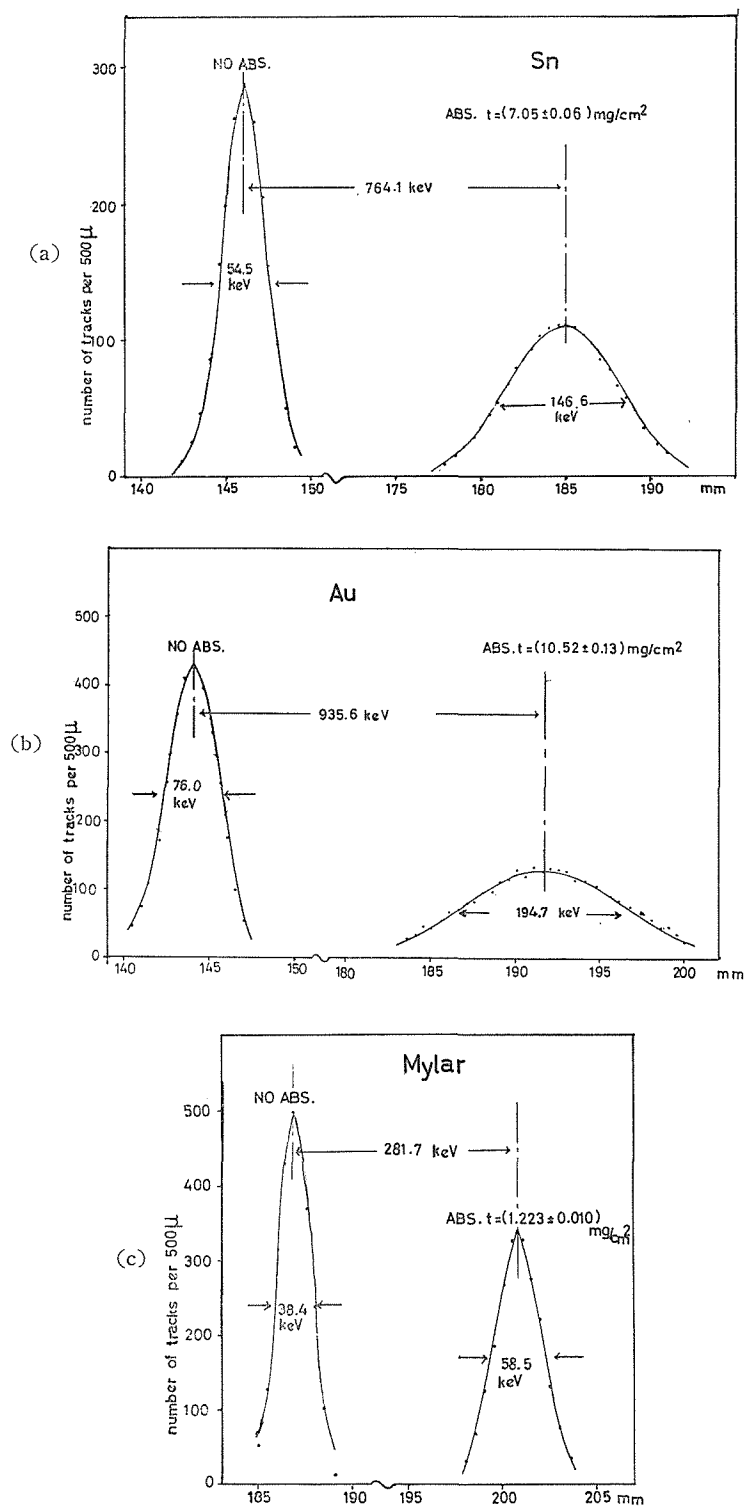 (a)
Sn
NO ABS.
ABS. t=(7.05±0.06)mg/cm²
764.1 keV
54.5
keV
146.6
keV
number of tracks per 500μ
300
200
100
0
140
145
150
175
180
185
190
mm
(b)
Au
NO ABS.
ABS.t=(10.52±0.13)mg/cm²
935.6 keV
76.0
keV
194.7 keV
number of tracks per 500μ
500
400
300
200
100
0
140
145
150
180
185
190
195
200
mm
(c)
Mylar
NO ABS.
281.7 keV
ABS. t=(1.223±0.010)
mg/cm²
38.4
keV
58.5
keV
number of tracks per 500μ
500
400
300
200
100
0
185
190
195
200
205
mm